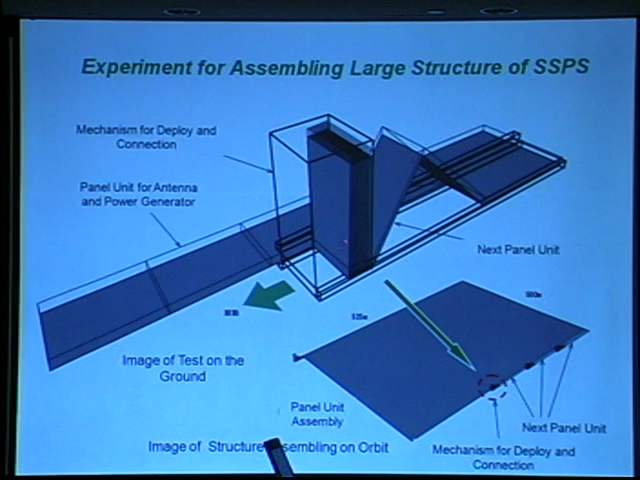 Experiment for Assembling Large Structure of SSPS
Mechanism for Deploy and
Connection
Panel Unit for Antenna
and Power Generator
Next Panel Unit
Image of Test on the
Ground
Panel Unit
Assembly
Next Panel Unit
Image of Structure
on Orbit
Mechanism for Deploy and
Connection